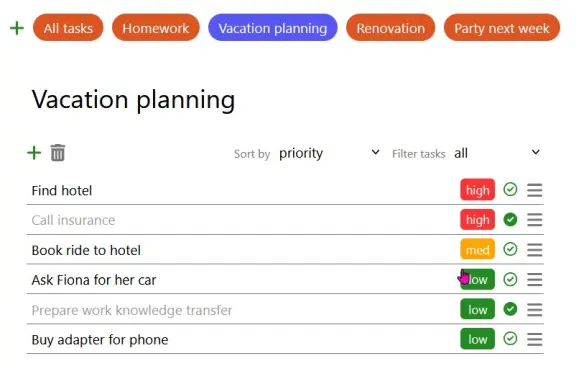 All tasks Homework Vacation planning Renovation Party next week
Vacation planning
Sort by priority Filter tasks all
Find hotel high
Call insurance high
Book ride to hotel med
Ask Fiona for her car low
Prepare work knowledge transfer low
Buy adapter for phone low